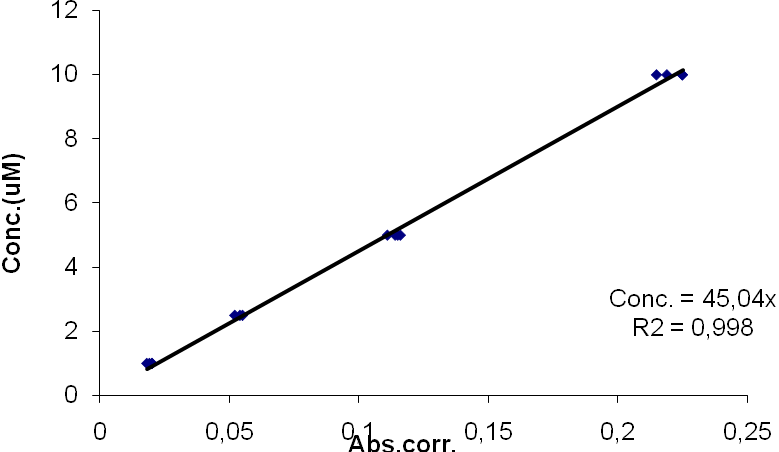 12
10
8
6
4
2
0
Conc.(uM)
Conc. = 45,04x
R2 = 0,998
0 0,05 0,1 0,15 0,2 0,25
Abs.corr.